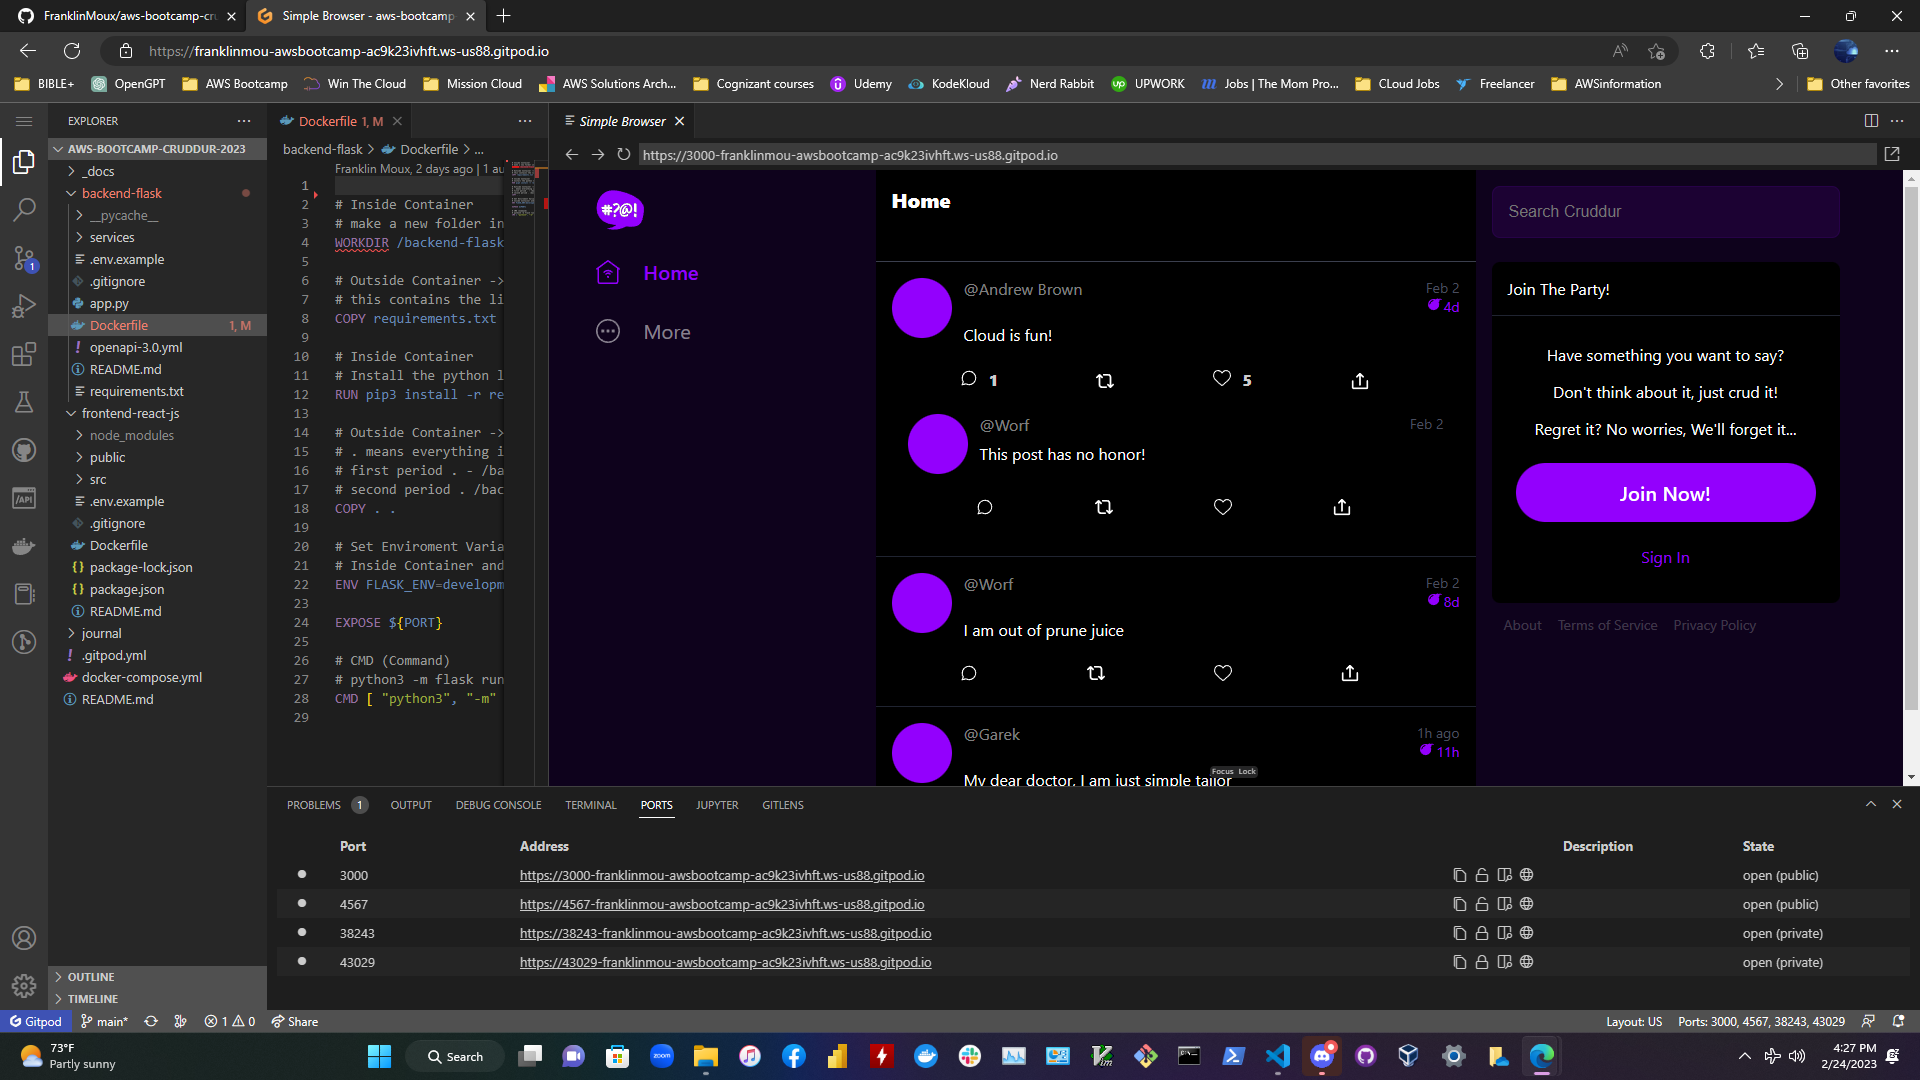 FranklinMoux/aws-bootcamp-cru
Simple Browser - aws-bootcamp-
https://franklinmou-awsbootcamp-ac9k23ivhft.ws-us88.gitpod.io
BIBLE+ OpenGPT AWS Bootcamp Win The Cloud Mission Cloud AWS Solutions Arch... Cognizant courses Udemy KodeKloud Nerd Rabbit UPWORK Jobs | The Mom Pro... CLoud Jobs Freelancer AWSinformation Other favorites
EXPLORER
AWS-BOOTCAMP-CRUDDUR-2023
_docs
backend-flask
__pycache__
services
.env.example
.gitignore
app.py
Dockerfile 1, M
openapi-3.0.yml
README.md
requirements.txt
frontend-react-js
node_modules
public
src
.env.example
.gitignore
Dockerfile
package-lock.json
package.json
README.md
journal
.gitpod.yml
docker-compose.yml
README.md
OUTLINE
TIMELINE
Dockerfile 1, M
backend-flask > Dockerfile > ...
Franklin Moux, 2 days ago | 1 au
1
2 # Inside Container
3 # make a new folder in
4 WORKDIR /backend-flask
5
6 # Outside Container ->
7 # this contains the li
8 COPY requirements.txt
9
10 # Inside Container
11 # Install the python l
12 RUN pip3 install -r re
13
14 # Outside Container ->
15 # . means everything i
16 # first period . - /ba
17 # second period . /bac
18 COPY . .
19
20 # Set Enviroment Varia
21 # Inside Container and
22 ENV FLASK_ENV=developm
23
24 EXPOSE ${PORT}
25
26 # CMD (Command)
27 # python3 -m flask run
28 CMD [ "python3", "-m"
29
Simple Browser
https://3000-franklinmou-awsbootcamp-ac9k23ivhft.ws-us88.gitpod.io
#?@!
Home
More
Home
@Andrew Brown Feb 2
4d
Cloud is fun!
1 5
@Worf Feb 2
This post has no honor!
@Worf Feb 2
8d
I am out of prune juice
@Garek 1h ago
11h
My dear doctor, I am just simple tailor
Focus Lock
Search Cruddur
Join The Party!
Have something you want to say?
Don't think about it, just crud it!
Regret it? No worries, We'll forget it...
Join Now!
Sign In
About Terms of Service Privacy Policy
PROBLEMS 1 OUTPUT DEBUG CONSOLE TERMINAL PORTS JUPYTER GITLENS
Port Address Description State
3000 https://3000-franklinmou-awsbootcamp-ac9k23ivhft.ws-us88.gitpod.io open (public)
4567 https://4567-franklinmou-awsbootcamp-ac9k23ivhft.ws-us88.gitpod.io open (public)
38243 https://38243-franklinmou-awsbootcamp-ac9k23ivhft.ws-us88.gitpod.io open (private)
43029 https://43029-franklinmou-awsbootcamp-ac9k23ivhft.ws-us88.gitpod.io open (private)
Gitpod main* 1 0 Share Layout: US Ports: 3000, 4567, 38243, 43029
73°F
Partly sunny
Search
zoom
4:27 PM
2/24/2023